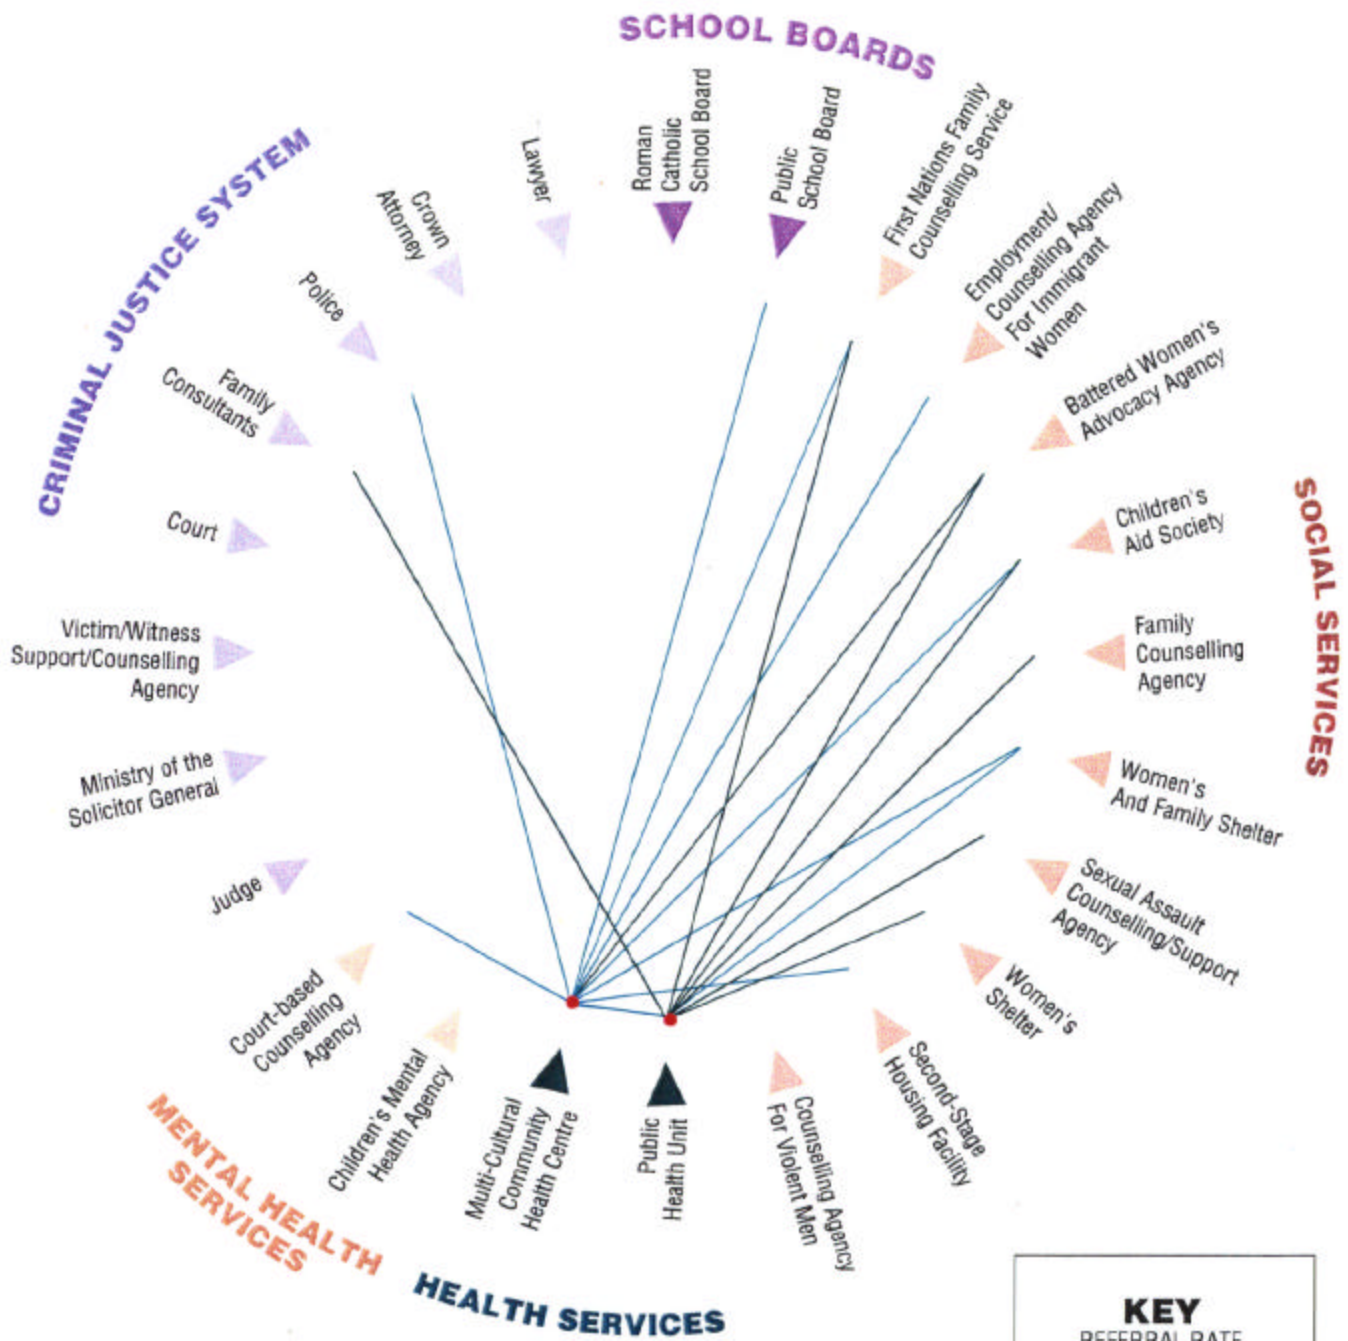 SCHOOL BOARDS
Roman
Catholic
School Board
Public
School Board
First Nations Family
Counselling Service
Employment/
Counselling Agency
For Immigrant
Women
Battered Women's
Advocacy Agency
SOCIAL SERVICES
Children's
Aid Society
Family
Counselling
Agency
Women's
And Family Shelter
Sexual Assault
Counselling/Support
Agency
Women's
Shelter
Second-Stage
Housing Facility
Counselling Agency
For Violent Men
HEALTH SERVICES
Public
Health Unit
Multi-Cultural
Community
Health Centre
MENTAL HEALTH
SERVICES
Children's Mental
Health Agency
Court-based
Counselling
Agency
CRIMINAL JUSTICE SYSTEM
Judge
Ministry of the
Solicitor General
Victim/Witness
Support/Counselling
Agency
Court
Family
Consultants
Police
Crown
Attorney
Lawyer
KEY
REFERRAL RATE